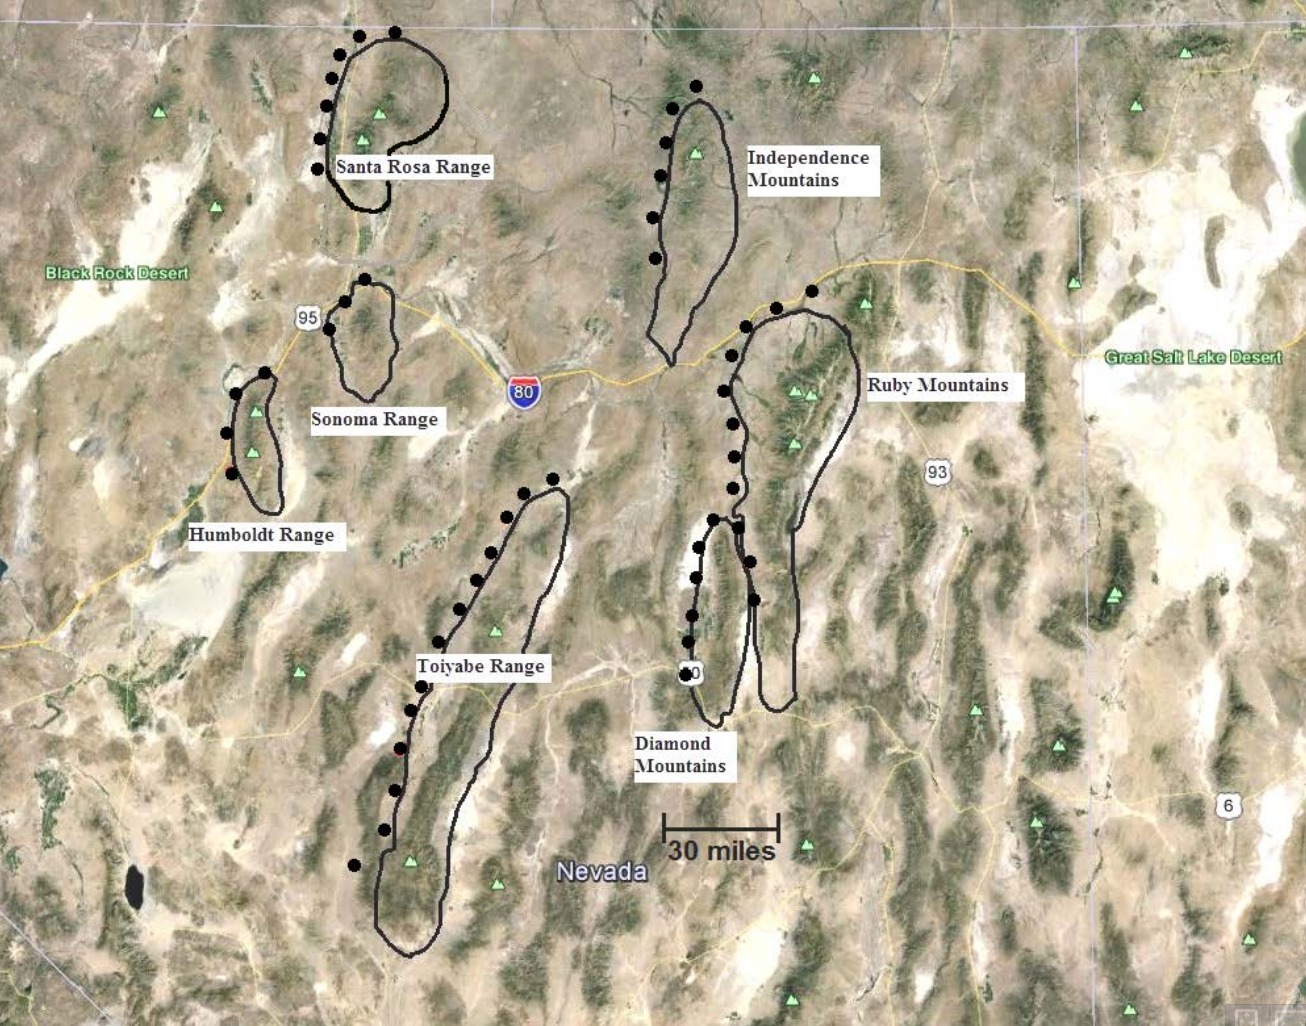 Santa Rosa Range
Independence
Mountains
Black Rock Desert
95
Great Salt Lake Desert
80
Ruby Mountains
Sonoma Range
93
Humboldt Range
Toiyabe Range
Diamond
Mountains
6
30 miles
Nevada